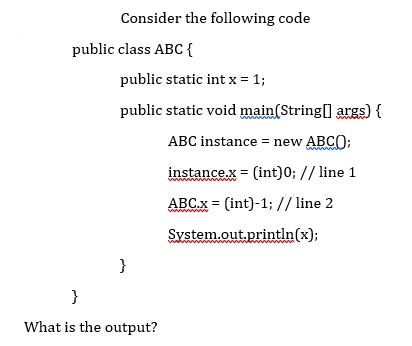 Consider the following code
public class ABC {
public static int x = 1;
public static void main(String[] args) {
ABC instance = new ABC();
instance.x = (int)0; // line 1
ABC.x = (int)-1; // line 2
System.out.println(x);
}
}
What is the output?